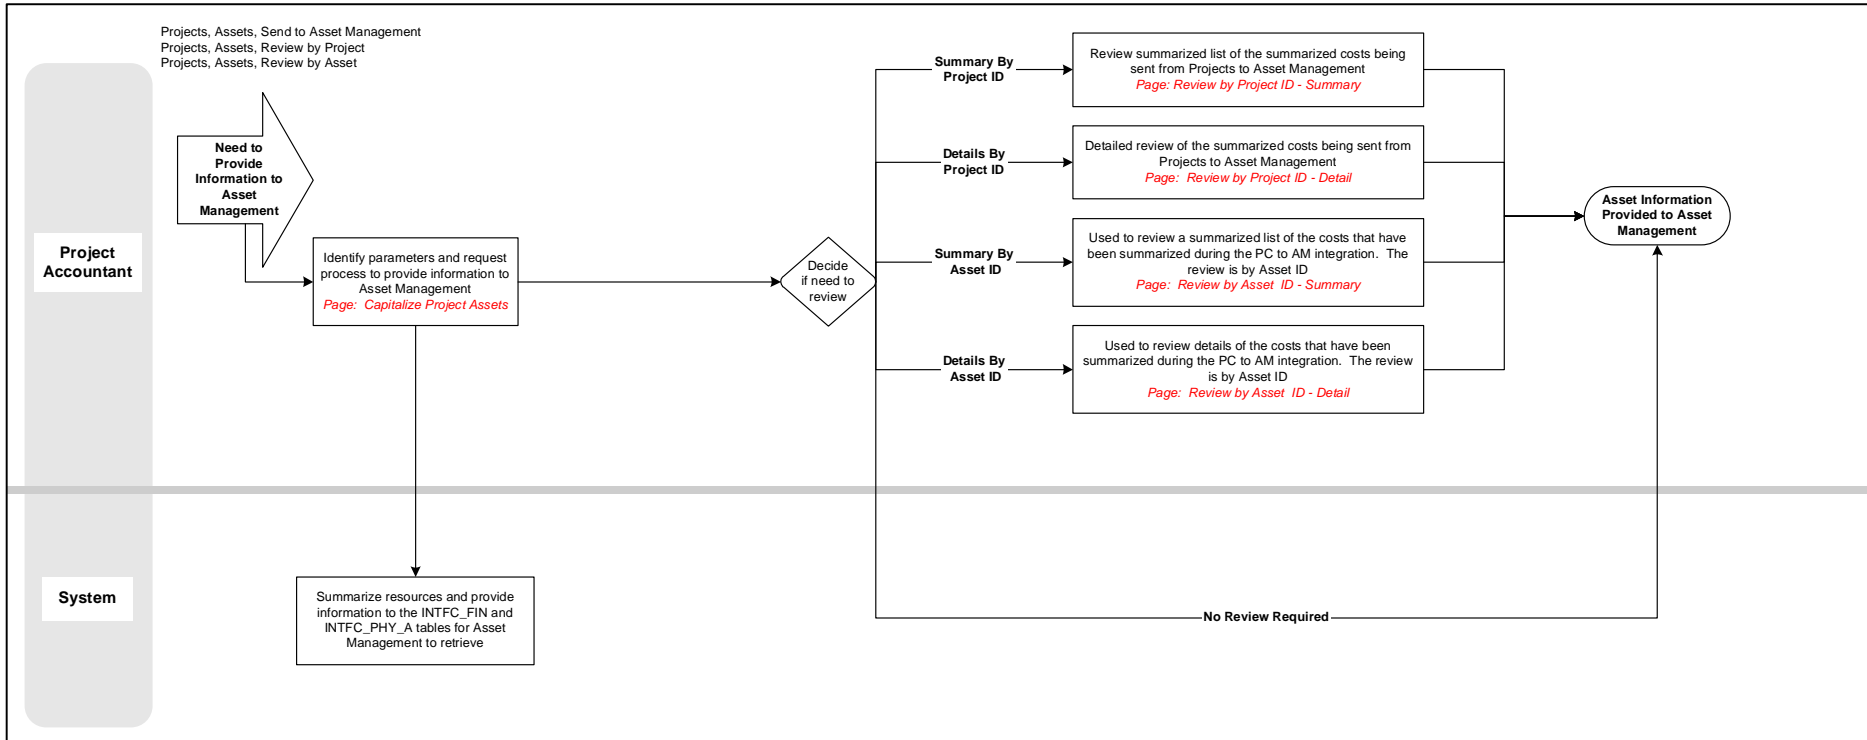 Projects, Assets, Send to Asset Management
Projects, Assets, Review by Project
Projects, Assets, Review by Asset
Project
Accountant
Need to
Provide
Information to
Asset
Management
Identify parameters and request
process to provide information to
Asset Management
Page:  Capitalize Project Assets
Decide
if need to
review
Summary By
Project ID
Review summarized list of the summarized costs being
sent from Projects to Asset Management
Page: Review by Project ID - Summary
Details By
Project ID
Detailed review of the summarized costs being sent from
Projects to Asset Management
Page:  Review by Project ID - Detail
Summary By
Asset ID
Used to review a summarized list of the costs that have
been summarized during the PC to AM integration.  The
review is by Asset ID
Page:  Review by Asset  ID - Summary
Details By
Asset ID
Used to review details of the costs that have been
summarized during the PC to AM integration.  The review
is by Asset ID
Page:  Review by Asset  ID - Detail
Asset Information
Provided to Asset
Management
System
Summarize resources and provide
information to the INTFC_FIN and
INTFC_PHY_A tables for Asset
Management to retrieve
No Review Required